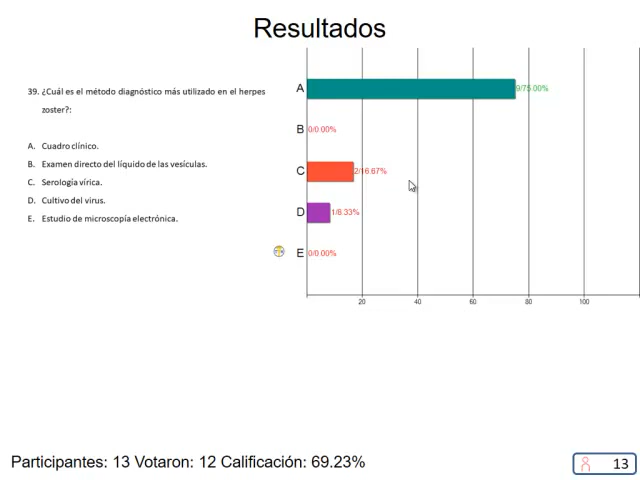 Resultados
39. ¿Cuál es el método diagnóstico más utilizado en el herpes
zoster?:
A. Cuadro clínico.
B. Examen directo del líquido de las vesículas.
C. Serología vírica.
D. Cultivo del virus.
E. Estudio de microscopía electrónica.
A 9/75.00%
B 0/0.00%
C 2/16.67%
D 1/8.33%
E 0/0.00%
20 40 60 80 100
Participantes: 13 Votaron: 12 Calificación: 69.23%
13